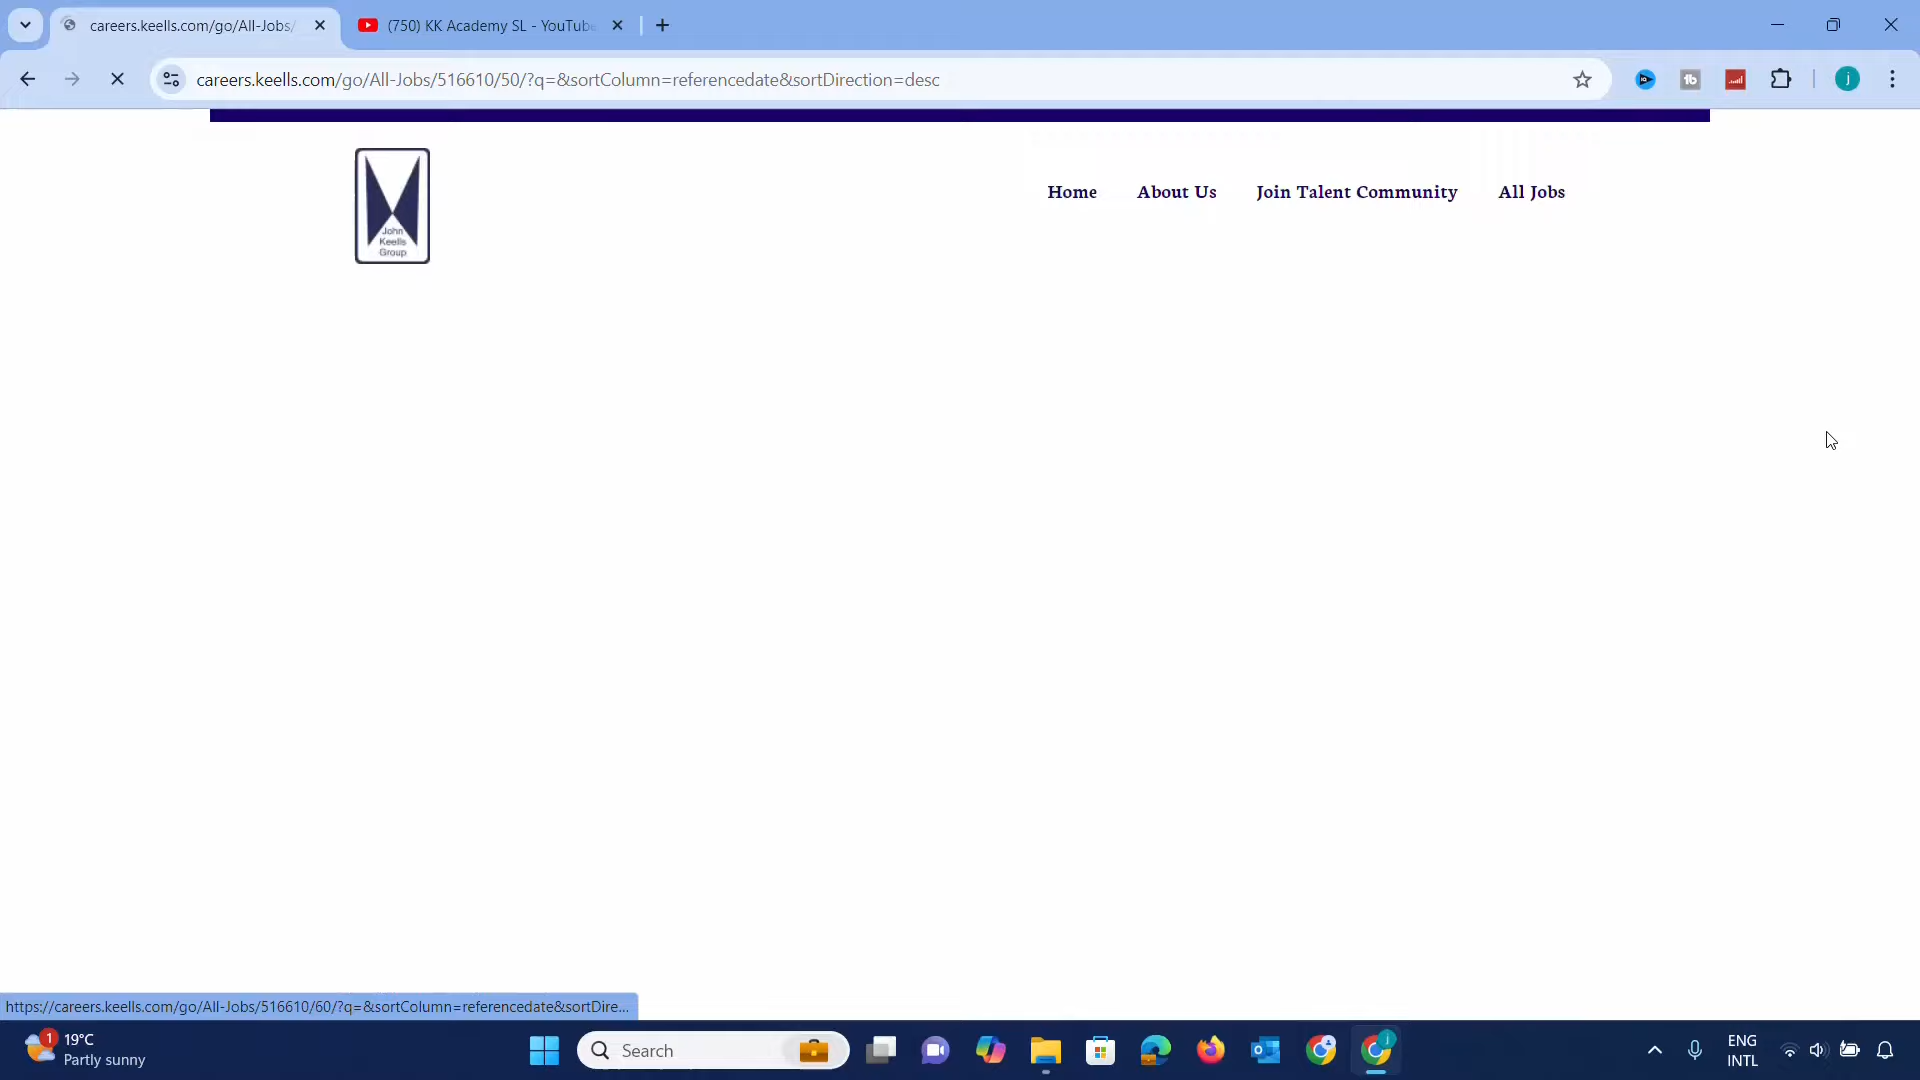 careers.keells.com/go/All-Jobs/
(750) KK Academy SL - YouTube
careers.keells.com/go/All-Jobs/516610/50/?q=&sortColumn=referencedate&sortDirection=desc
John
Keells
Group
Home
About Us
Join Talent Community
All Jobs
https://careers.keells.com/go/All-Jobs/516610/60/?q=&sortColumn=referencedate&sortDire...
1
19°C
Partly sunny
Search
ENG
INTL